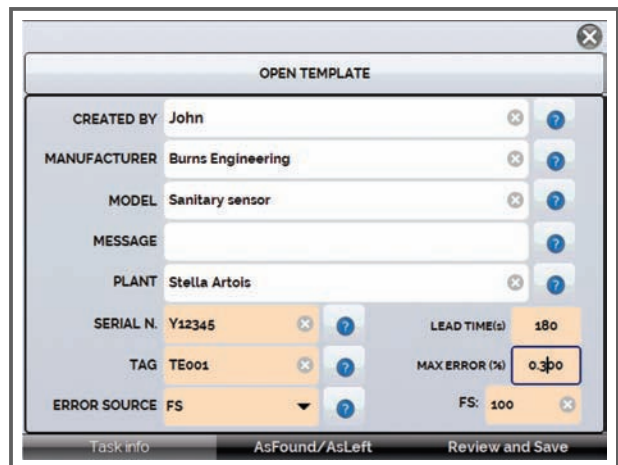 OPEN TEMPLATE
CREATED BY John
MANUFACTURER Burns Engineering
MODEL Sanitary sensor
MESSAGE
PLANT Stella Artois
SERIAL N. Y12345 LEAD TIME(s) 180
TAG TE001 MAX ERROR (%) 0.300
ERROR SOURCE FS FS: 100
Task info AsFound/AsLeft Review and Save